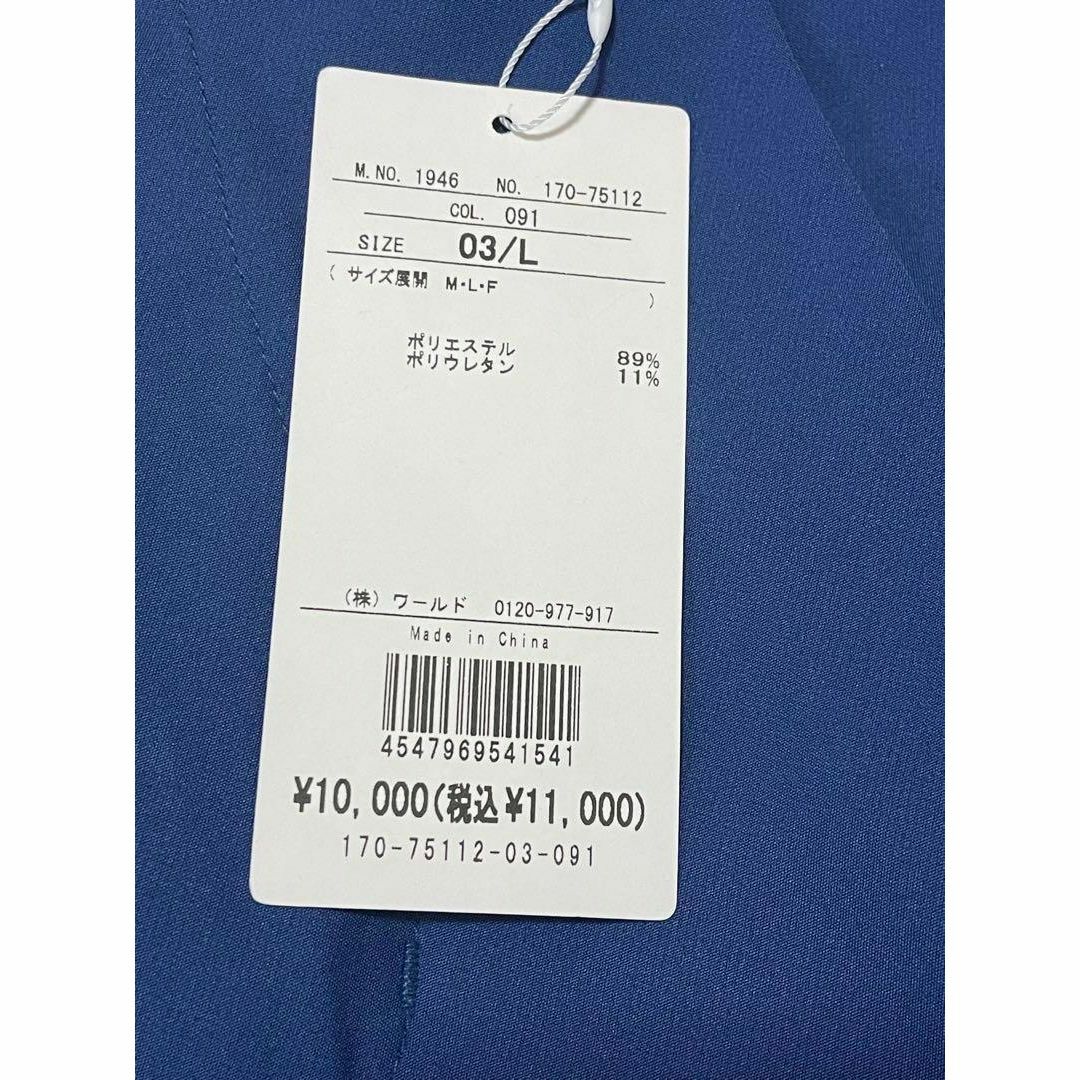 M.NO. 1946 NO. 170-75112
COL. 091
SIZE 03/L
( サイズ展開 M・L・F )
ポリエステル 89%
ポリウレタン 11%
(株) ワールド 0120-977-917
Made in China
4547969541541
¥10,000(税込¥11,000)
170-75112-03-091